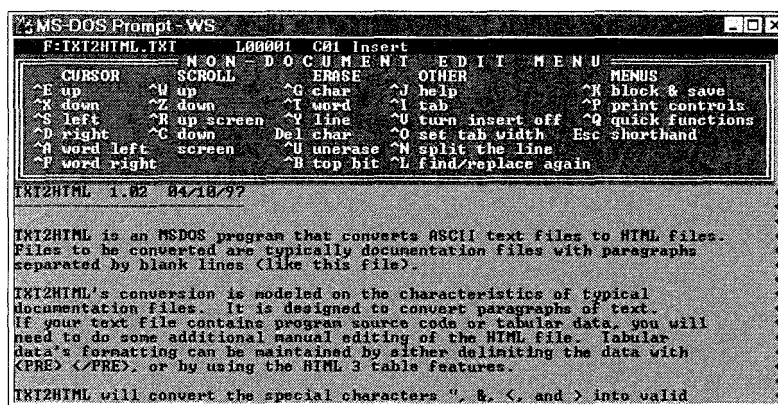 MS-DOS Prompt - WS
F:TXT2HTML.TXT L00001 C01 Insert
NON-DOCUMENT EDIT MENU
CURSOR SCROLL ERASE OTHER MENUS
^E up ^W up ^G char ^J help ^K block & save
^X down ^Z down ^T word ^I tab ^P print controls
^S left ^R up screen ^Y line ^V turn insert off ^Q quick functions
^D right ^C down Del char ^O set tab width Esc shorthand
^A word left screen ^U unerase ^N split the line
^F word right ^B top bit ^L find/replace again
TXT2HTML 1.02 04/10/97
TXT2HTML is an MSDOS program that converts ASCII text files to HTML files.
Files to be converted are typically documentation files with paragraphs
separated by blank lines (like this file).
TXT2HTML's conversion is modeled on the characteristics of typical
documentation files. It is designed to convert paragraphs of text.
If your text file contains program source code or tabular data, you will
need to do some additional manual editing of the HTML file. Tabular
data's formatting can be maintained by either delimiting the data with
<PRE> </PRE>, or by using the HTML 3 table features.
TXT2HTML will convert the special characters ", &, <, and > into valid